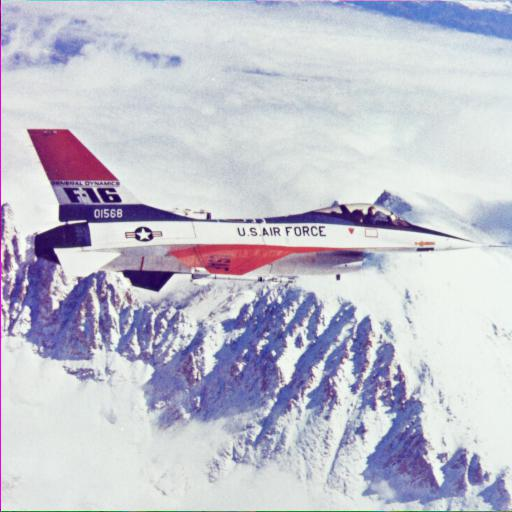 GENERAL DYNAMICS
F-16
01568
U.S. AIR FORCE